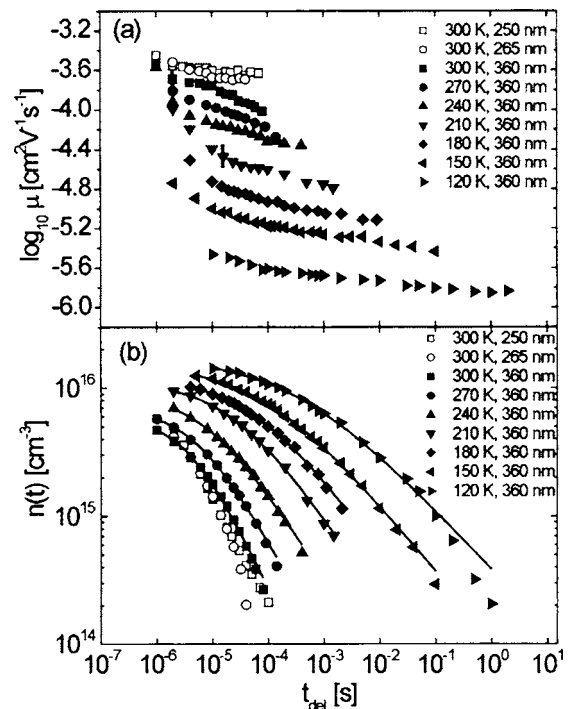 (a)
-3.2
-3.6
-4.0
-4.4
-4.8
-5.2
-5.6
-6.0
log₁₀ μ [cm²V⁻¹s⁻¹]
300 K, 250 nm
300 K, 265 nm
300 K, 360 nm
270 K, 360 nm
240 K, 360 nm
210 K, 360 nm
180 K, 360 nm
150 K, 360 nm
120 K, 360 nm
(b)
10¹⁶
10¹⁵
10¹⁴
n(t) [cm⁻³]
300 K, 250 nm
300 K, 265 nm
300 K, 360 nm
270 K, 360 nm
240 K, 360 nm
210 K, 360 nm
180 K, 360 nm
150 K, 360 nm
120 K, 360 nm
10⁻⁷ 10⁻⁶ 10⁻⁵ 10⁻⁴ 10⁻³ 10⁻² 10⁻¹ 10⁰ 10¹
t_del [s]